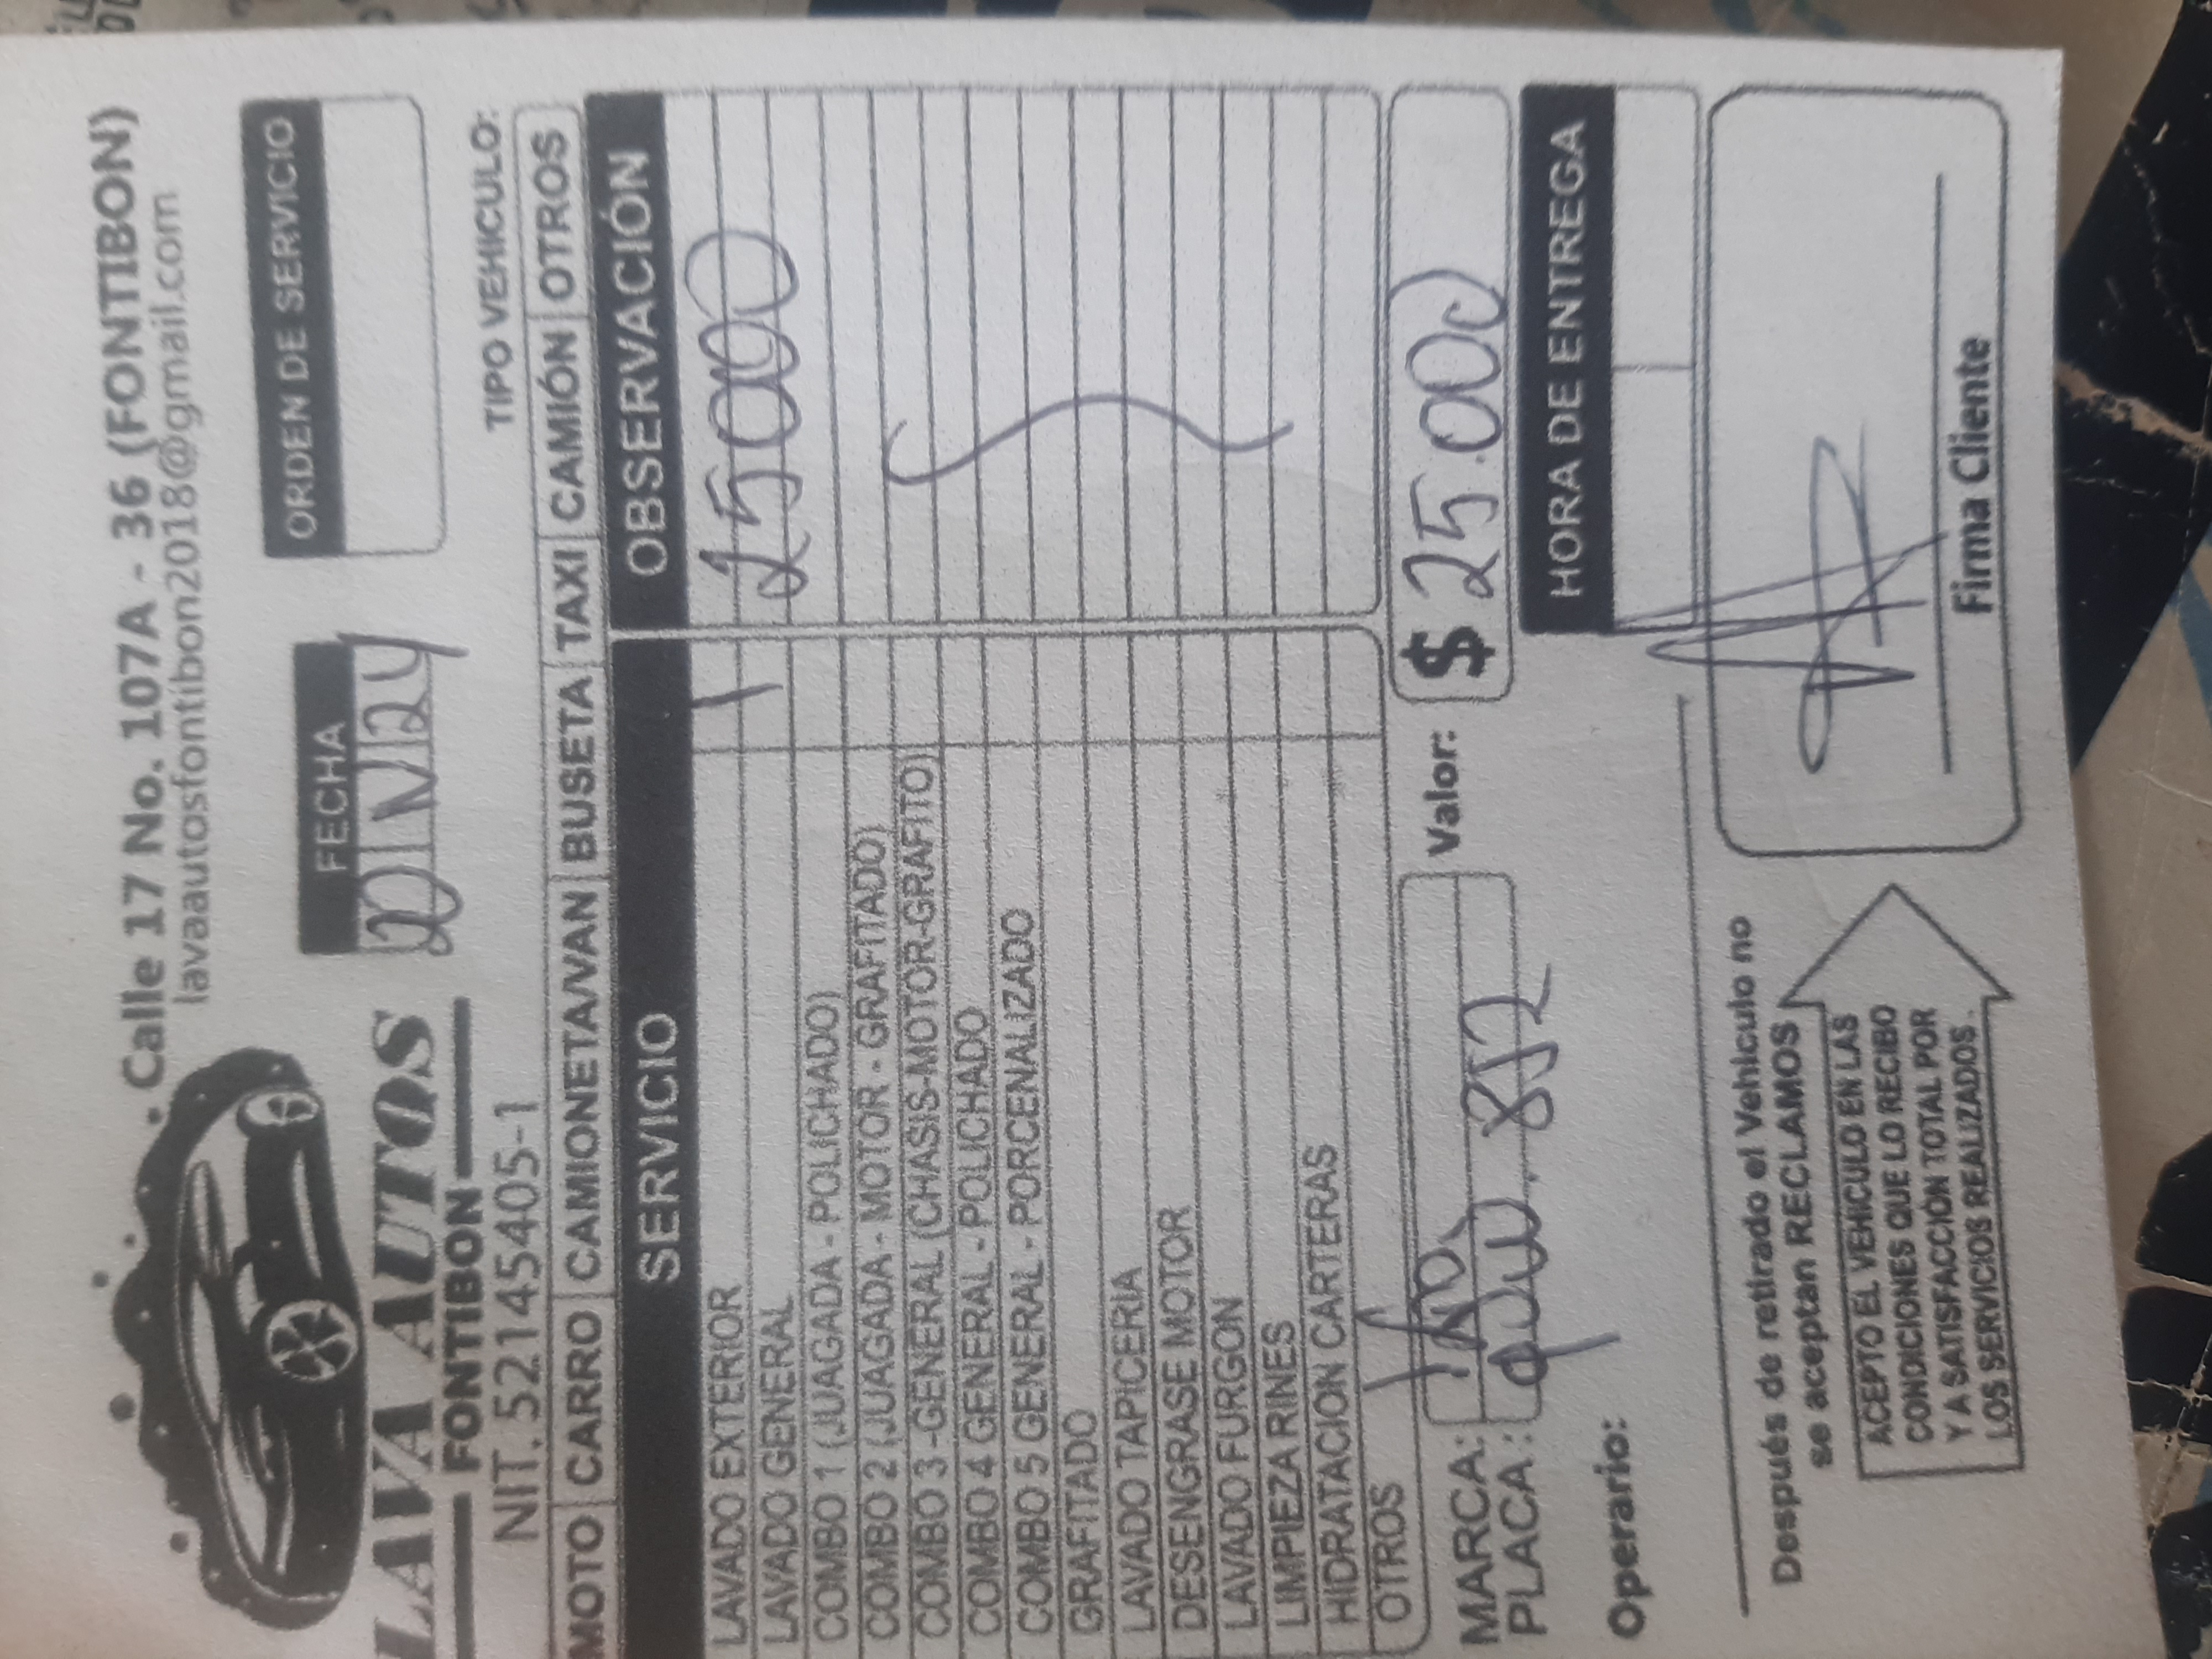 Calle 17 No. 107A - 36 (FONTIBON)
lavaautosfontibon2018@gmail.com
LAVA AUTOS
FONTIBON
NIT. 52145405-1
FECHA
20 N 24
ORDEN DE SERVICIO
TIPO VEHICULO:
MOTO CARRO CAMIONETA/VAN BUSETA TAXI CAMIÓN OTROS
SERVICIO OBSERVACIÓN
LAVADO EXTERIOR
LAVADO GENERAL 25000
COMBO 1 (JUAGADA - POLICHADO)
COMBO 2 (JUAGADA - MOTOR - GRAFITADO)
COMBO 3 -GENERAL (CHASIS-MOTOR-GRAFITO)
COMBO 4 GENERAL - POLICHADO
COMBO 5 GENERAL - PORCENALIZADO
GRAFITADO
LAVADO TAPICERIA
DESENGRASE MOTOR
LAVADO FURGON
LIMPIEZA RINES
HIDRATACION CARTERAS
OTROS
MARCA:
PLACA: 852
Valor: $ 25.000
Operario:
HORA DE ENTREGA
Después de retirado el Vehiculo no
se aceptan RECLAMOS
ACEPTO EL VEHICULO EN LAS
CONDICIONES QUE LO RECIBO
Y A SATISFACCIÓN TOTAL POR
LOS SERVICIOS REALIZADOS.
Firma Cliente